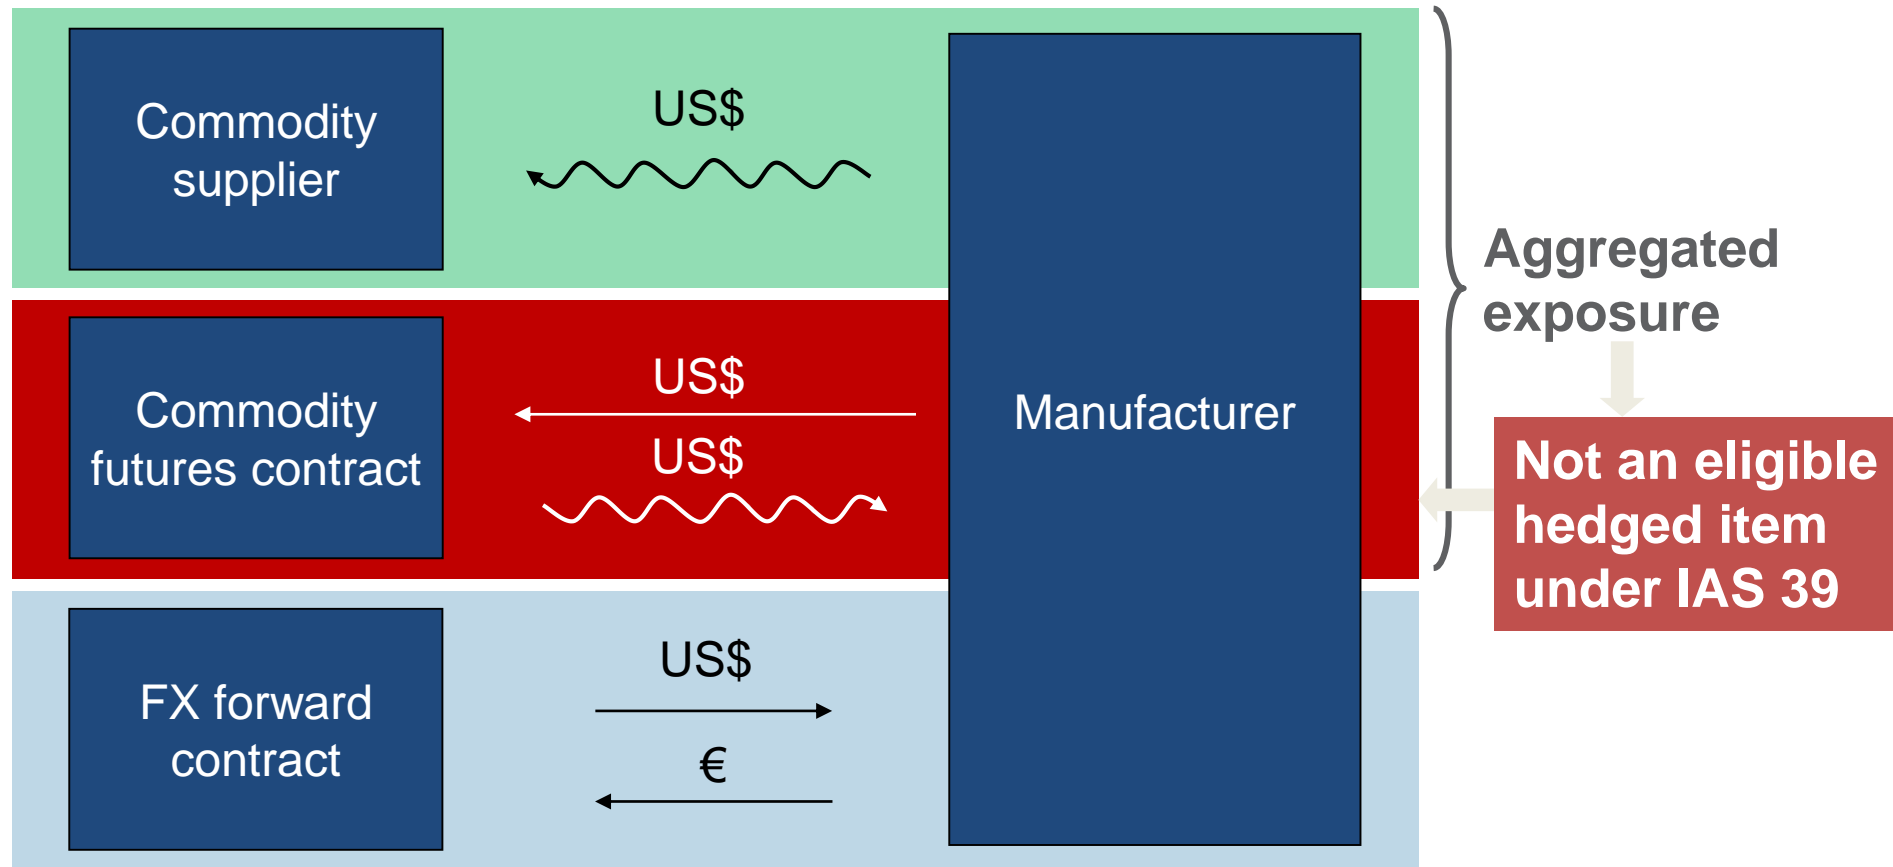 Commodity
supplier
US$
Commodity
futures contract
US$
US$
Manufacturer
FX forward
contract
US$
€
Aggregated
exposure
Not an eligible
hedged item
under IAS 39